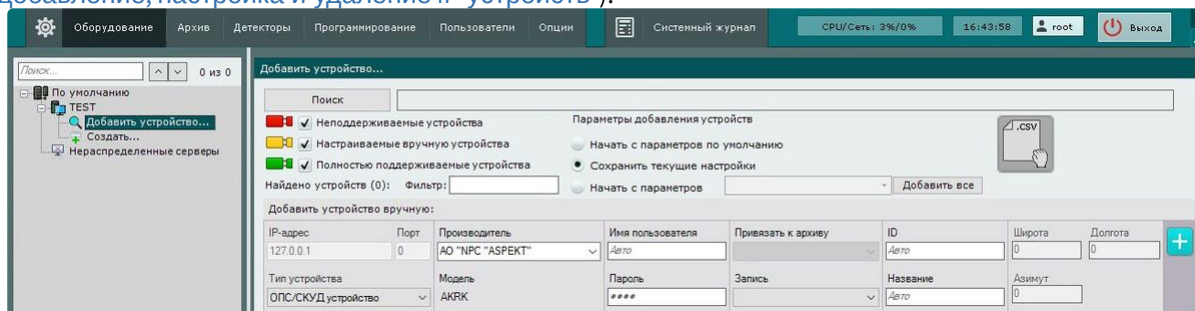 добавление, настройка и удаление IP-устройств").
Оборудование Архив Детекторы Программирование Пользователи Опции Системный журнал CPU/Сеть: 3%/0% 16:43:58 root Выход
Поиск... 0 из 0
По умолчанию
TEST
Добавить устройство...
Создать...
Нераспределенные серверы
Добавить устройство...
Поиск
Неподдерживаемые устройства
Настраиваемые вручную устройства
Полностью поддерживаемые устройства
Найдено устройств (0): Фильтр:
Параметры добавления устройств
Начать с параметров по умолчанию
Сохранить текущие настройки
Начать с параметров Добавить все
.CSV
Добавить устройство вручную:
IP-адрес Порт Производитель Имя пользователя Привязать к архиву ID Широта Долгота
127.0.0.1 0 АО "NPC "ASPEKT" Авто Авто 0 0
Тип устройства Модель Пароль Запись Название Азимут
ОПС/СКУД устройство AKRK **** Авто 0